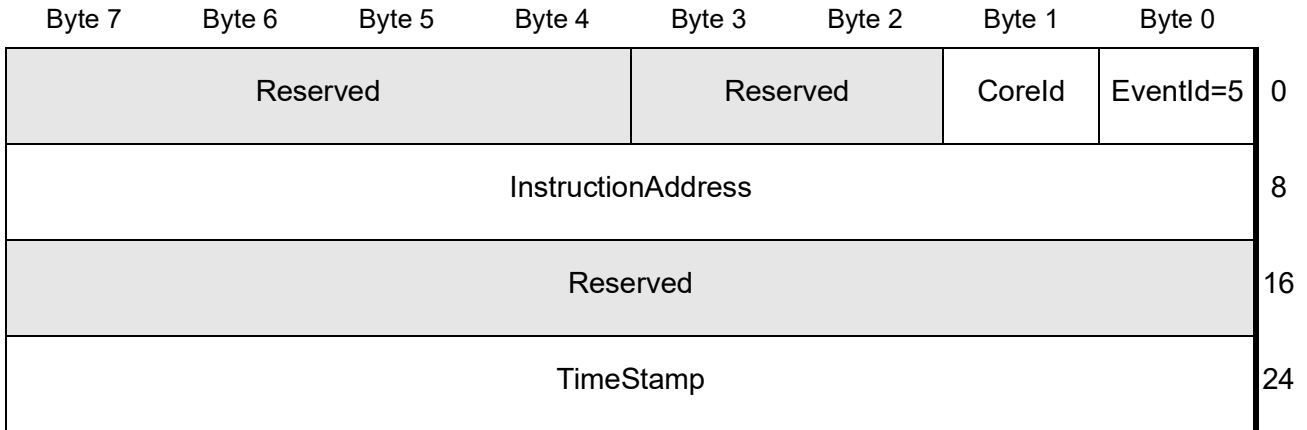 Byte 7 Byte 6 Byte 5 Byte 4 Byte 3 Byte 2 Byte 1 Byte 0
Reserved Reserved CoreId EventId=5 0
InstructionAddress 8
Reserved 16
TimeStamp 24